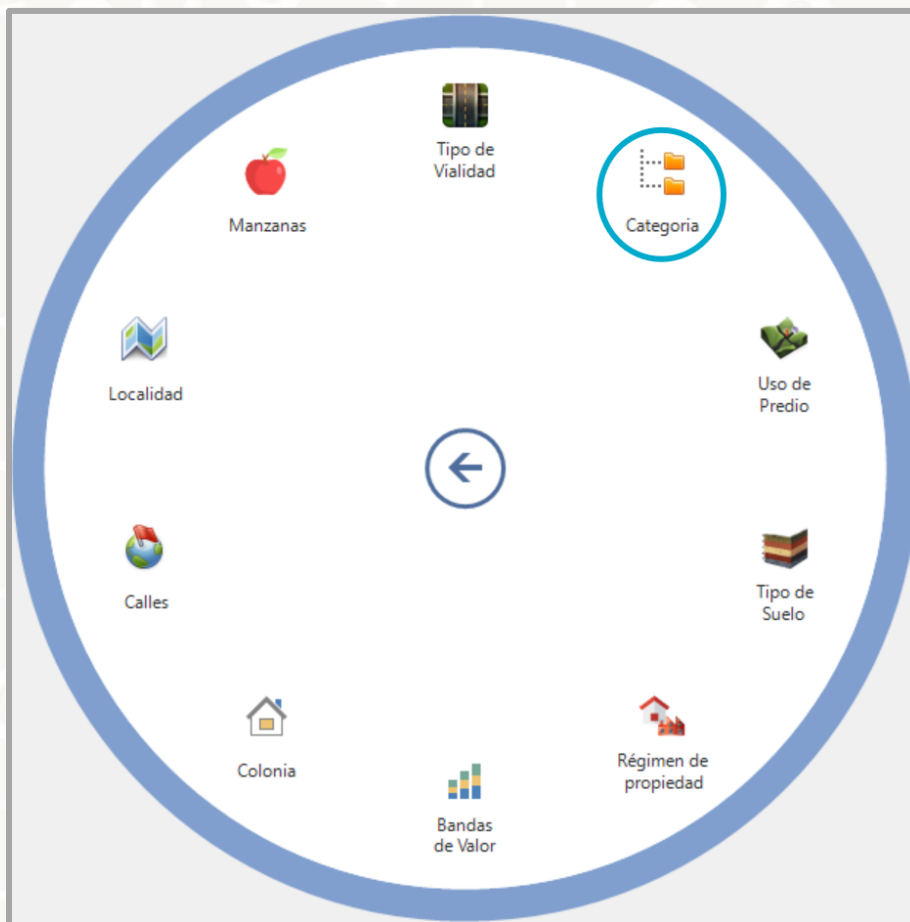 Tipo de
Vialidad
Manzanas
Categoria
Localidad
Uso de
Predio
Calles
Tipo de
Suelo
Colonia
Régimen de
propiedad
Bandas
de Valor